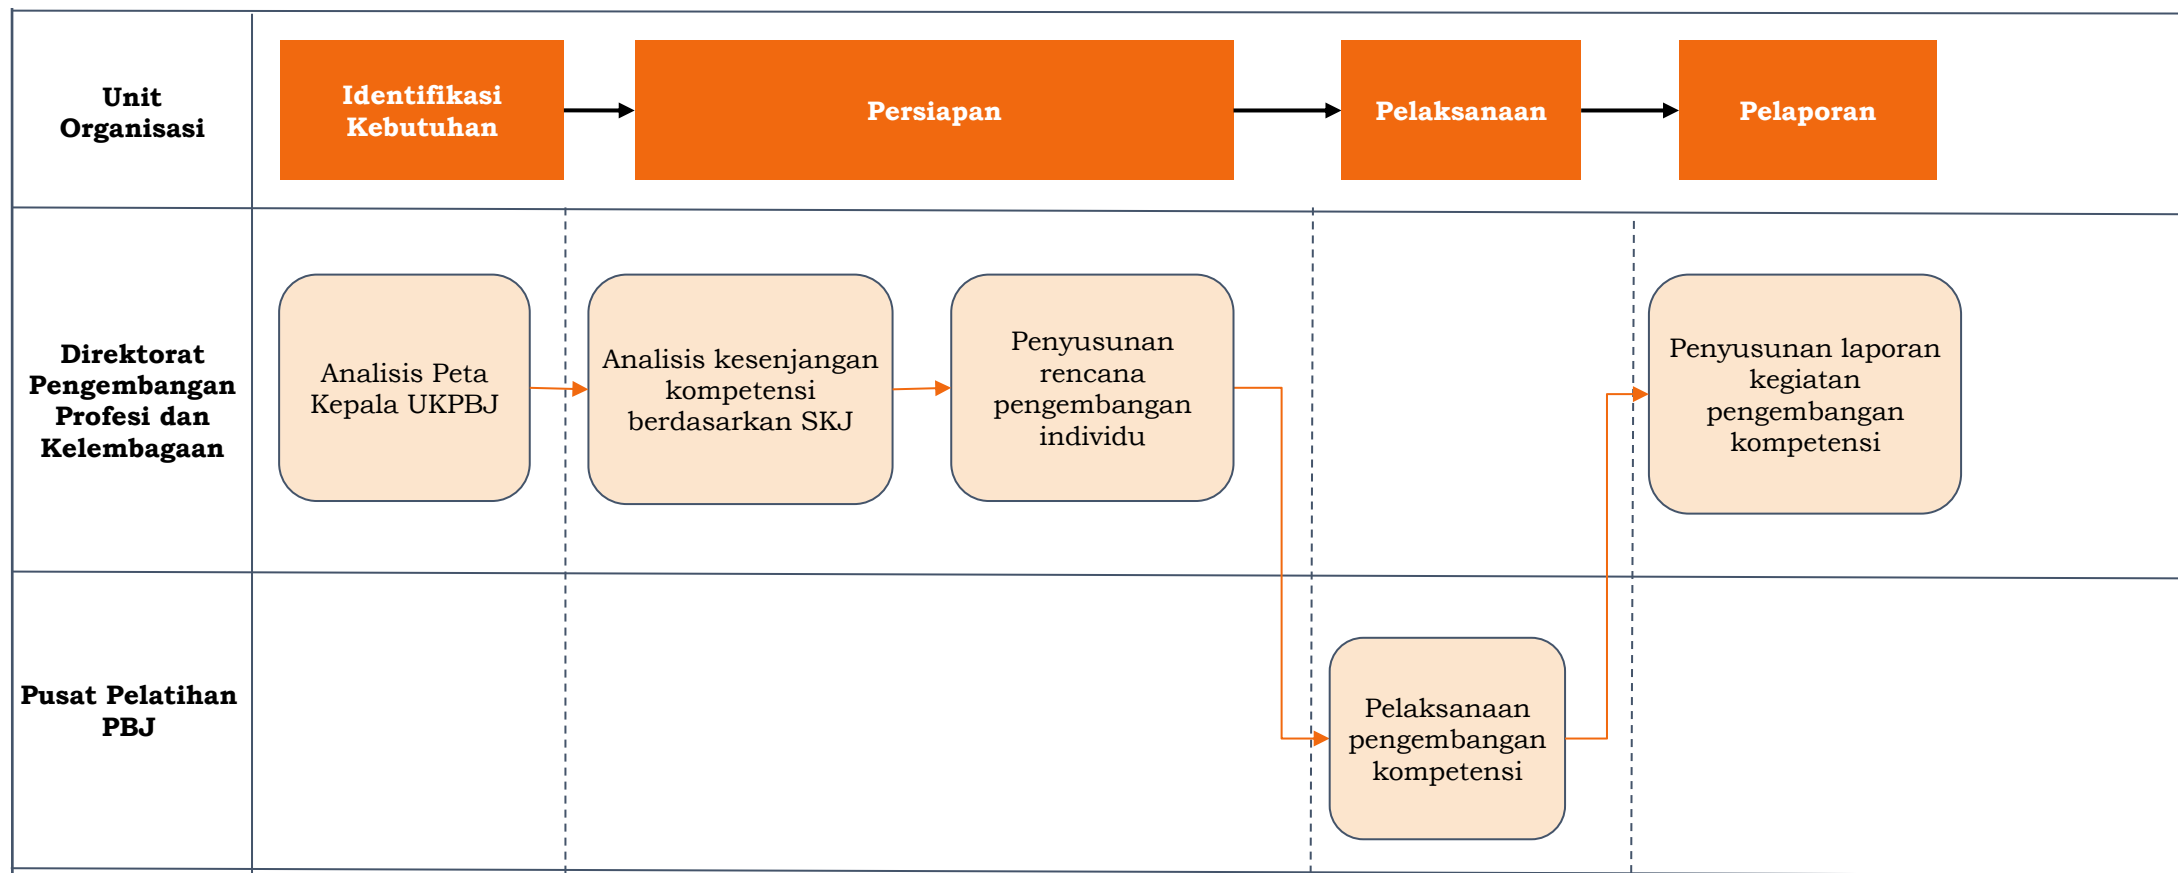 Unit
Organisasi
Identifikasi
Kebutuhan
Persiapan
Pelaksanaan
Pelaporan
Direktorat
Pengembangan
Profesi dan
Kelembagaan
Analisis Peta
Kepala UKPBJ
Analisis kesenjangan
kompetensi
berdasarkan SKJ
Penyusunan
rencana
pengembangan
individu
Penyusunan laporan
kegiatan
pengembangan
kompetensi
Pusat Pelatihan
PBJ
Pelaksanaan
pengembangan
kompetensi